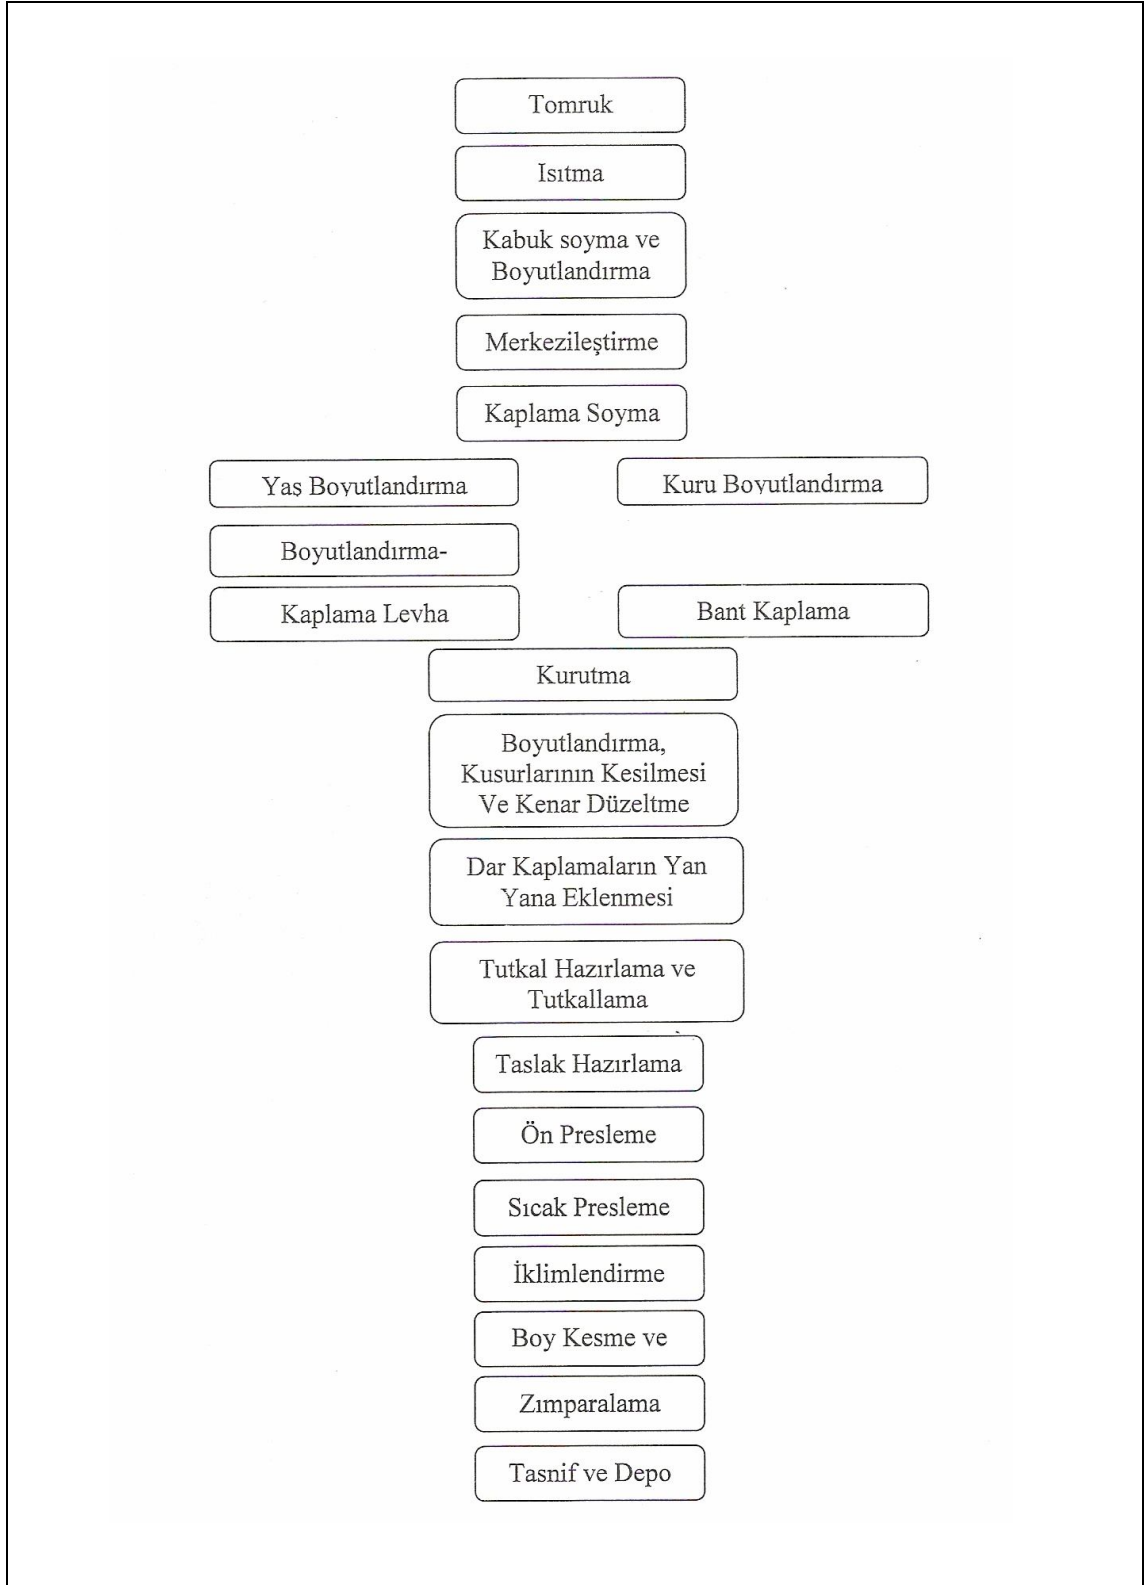 Tomruk
Isıtma
Kabuk soyma ve
Boyutlandırma
Merkezileştirme
Kaplama Soyma
Yaş Boyutlandırma
Kuru Boyutlandırma
Boyutlandırma-
Kaplama Levha
Bant Kaplama
Kurutma
Boyutlandırma,
Kusurlarının Kesilmesi
Ve Kenar Düzeltme
Dar Kaplamaların Yan
Yana Eklenmesi
Tutkal Hazırlama ve
Tutkallama
Taslak Hazırlama
Ön Presleme
Sıcak Presleme
İklimlendirme
Boy Kesme ve
Zımparalama
Tasnif ve Depo